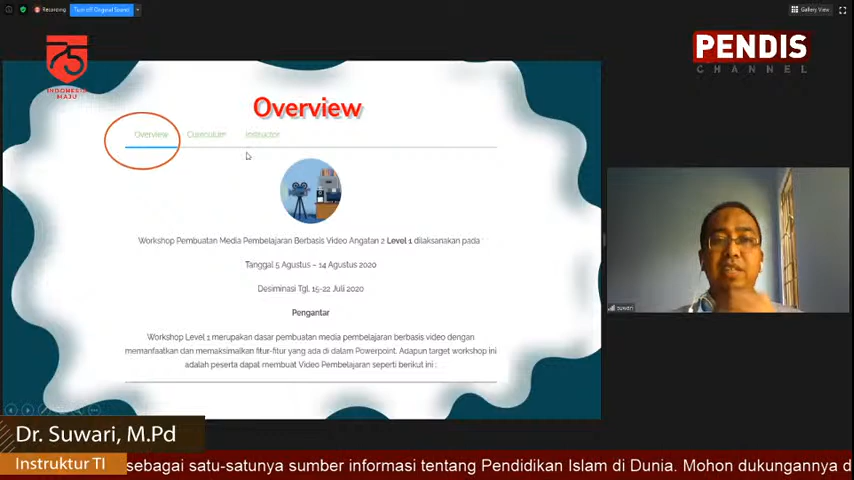 Recording
Turn off (Original Sound)
Gallery View
75
INDONESIA
MAJU
PENDIS
CHANNEL
Overview
Overview Curriculum Instructor
Workshop Pembuatan Media Pembelajaran Berbasis Video Angatan 2 Level 1 dilaksanakan pada
Tanggal 5 Agustus – 14 Agustus 2020
Desiminasi Tgl. 15-22 Juli 2020
Pengantar
Workshop Level 1 merupakan dasar pembuatan media pembelajaran berbasis video dengan
memanfaatkan dan memaksimalkan fitur-fitur yang ada di dalam Powerpoint. Adapun target workshop ini
adalah peserta dapat membuat Video Pembelajaran seperti berikut ini :
suwari
Dr. Suwari, M.Pd
Instruktur TI
sebagai satu-satunya sumber informasi tentang Pendidikan Islam di Dunia. Mohon dukungannya d